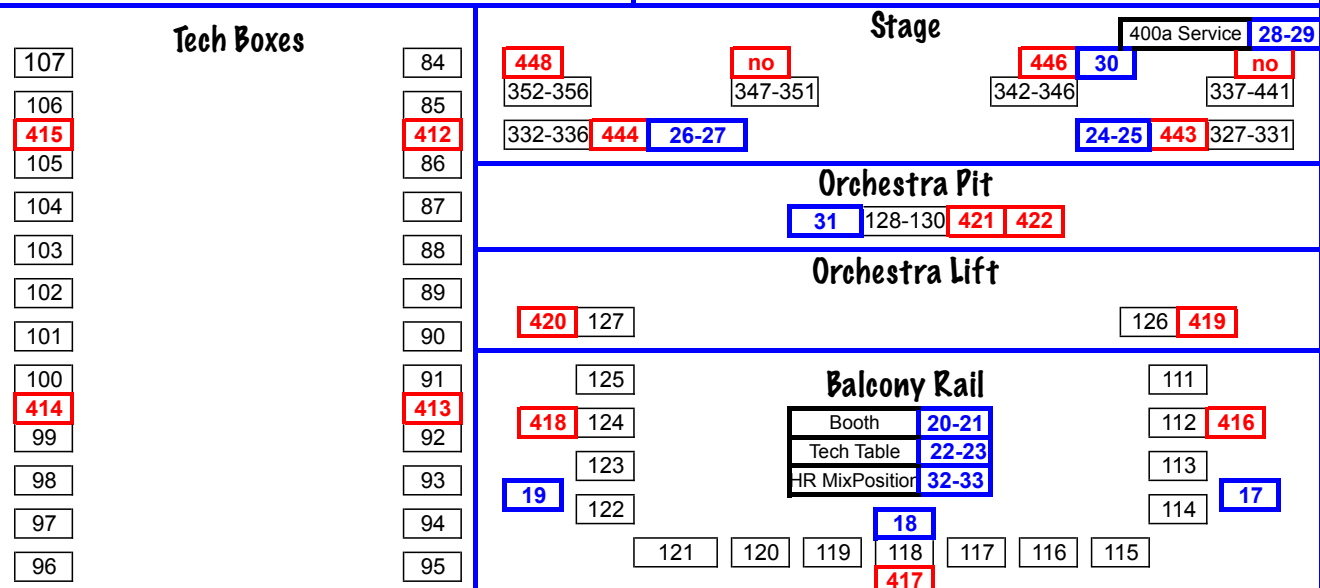 Tech Boxes
107 84
106 85
415 412
105 86
104 87
103 88
102 89
101 90
100 91
414 413
99 92
98 93
97 94
96 95
Stage
400a Service 28-29
448 no 446 30 no
352-356 347-351 342-346 337-441
332-336 444 26-27 24-25 443 327-331
Orchestra Pit
31 128-130 421 422
Orchestra Lift
420 127 126 419
Balcony Rail
125 111
418 124 Booth 20-21 112 416
Tech Table 22-23
123 HR MixPosition 32-33 113
19 17
122 114
18
121 120 119 118 117 116 115
417